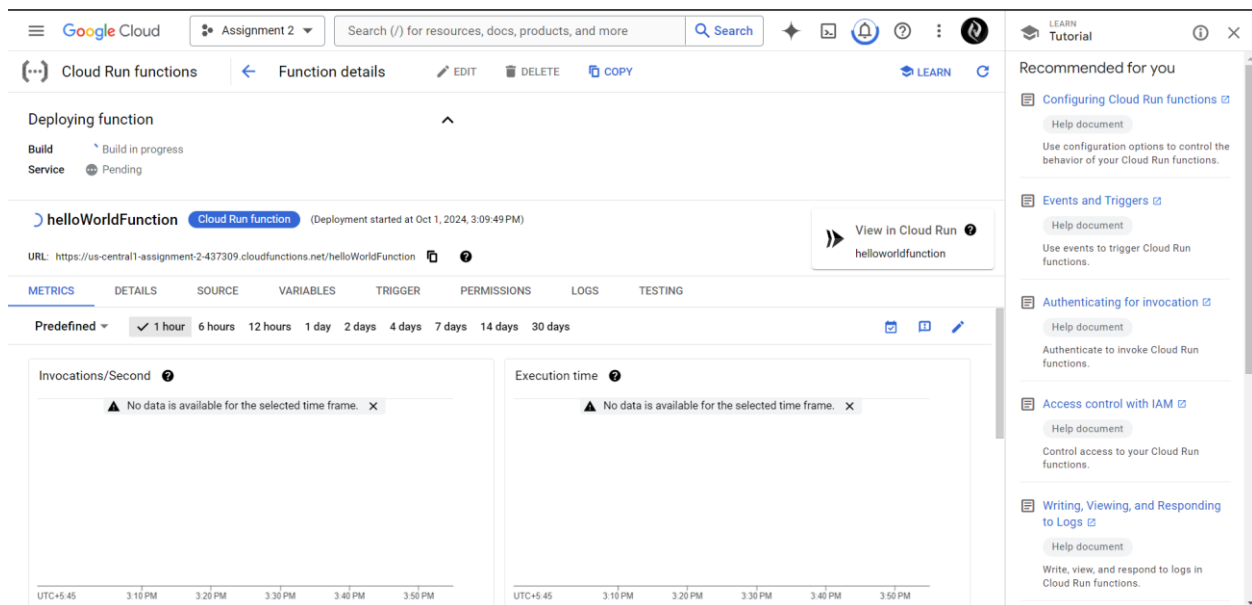 Google Cloud
Assignment 2
Search (/) for resources, docs, products, and more
Search
Cloud Run functions
Function details
EDIT
DELETE
COPY
LEARN
Deploying function
Build Build in progress
Service Pending
helloWorldFunction
Cloud Run function
(Deployment started at Oct 1, 2024, 3:09:49 PM)
View in Cloud Run
helloworldfunction
URL: https://us-central1-assignment-2-437309.cloudfunctions.net/helloWorldFunction
METRICS DETAILS SOURCE VARIABLES TRIGGER PERMISSIONS LOGS TESTING
Predefined 1 hour 6 hours 12 hours 1 day 2 days 4 days 7 days 14 days 30 days
Invocations/Second
No data is available for the selected time frame.
UTC+5:45 3:10 PM 3:20 PM 3:30 PM 3:40 PM 3:50 PM
Execution time
No data is available for the selected time frame.
UTC+5:45 3:10 PM 3:20 PM 3:30 PM 3:40 PM 3:50 PM
LEARN
Tutorial
Recommended for you
Configuring Cloud Run functions
Help document
Use configuration options to control the
behavior of your Cloud Run functions.
Events and Triggers
Help document
Use events to trigger Cloud Run
functions.
Authenticating for invocation
Help document
Authenticate to invoke Cloud Run
functions.
Access control with IAM
Help document
Control access to your Cloud Run
functions.
Writing, Viewing, and Responding
to Logs
Help document
Write, view, and respond to logs in
Cloud Run functions.